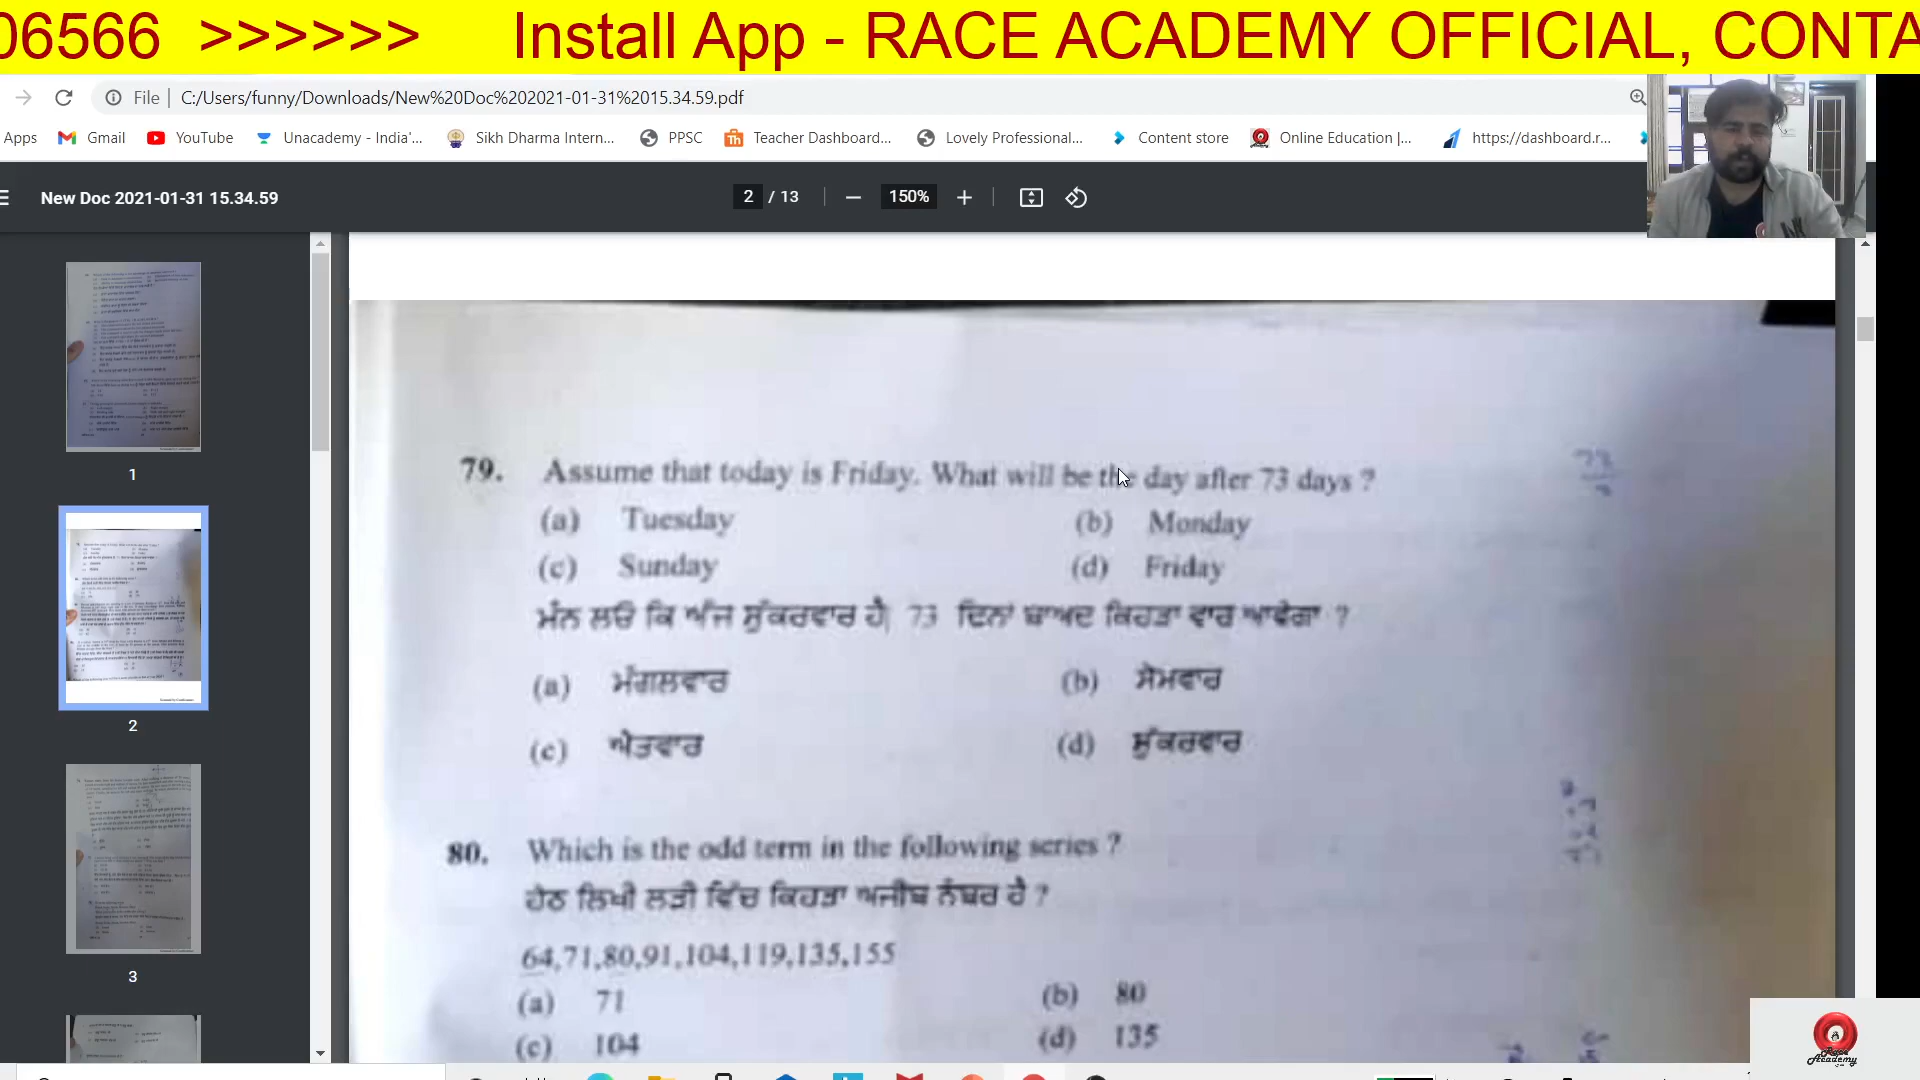 06566 >>>>>> Install App - RACE ACADEMY OFFICIAL, CONTA
File C:/Users/funny/Downloads/New%20Doc%202021-01-31%2015.34.59.pdf
Apps Gmail YouTube Unacademy - India'... Sikh Dharma Intern... PPSC Teacher Dashboard... Lovely Professional... Content store Online Education |... https://dashboard.r...
New Doc 2021-01-31 15.34.59
2 / 13
150%
1
2
3
79. Assume that today is Friday. What will be the day after 73 days ?
(a) Tuesday (b) Monday
(c) Sunday (d) Friday
ਮੰਨ ਲਓ ਕਿ ਅੱਜ ਸ਼ੁੱਕਰਵਾਰ ਹੈ, 73 ਦਿਨਾਂ ਬਾਅਦ ਕਿਹੜਾ ਵਾਰ ਆਵੇਗਾ ?
(a) ਮੰਗਲਵਾਰ (b) ਸੋਮਵਾਰ
(c) ਐਤਵਾਰ (d) ਸ਼ੁੱਕਰਵਾਰ
80. Which is the odd term in the following series ?
ਹੇਠ ਲਿਖੀ ਲੜੀ ਵਿੱਚ ਕਿਹੜਾ ਅਜੀਬ ਨੰਬਰ ਹੈ ?
64,71,80,91,104,119,135,155
(a) 71 (b) 80
(c) 104 (d) 135
Race
Academy